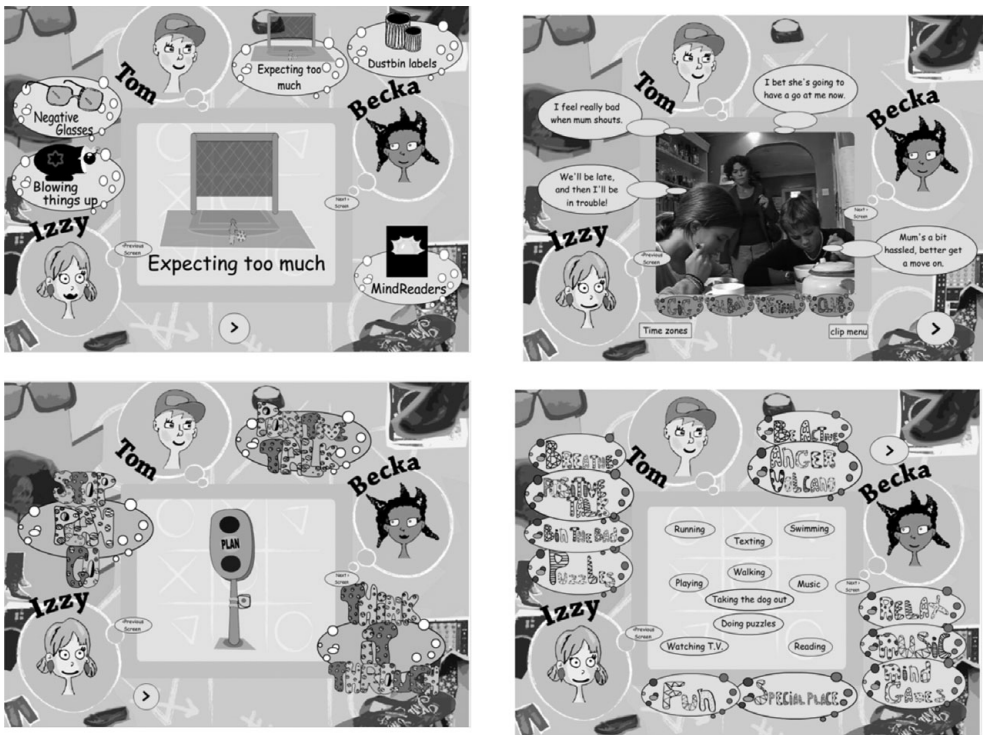 Tom
Expecting too
much
Dustbin labels
Becka
Negative
Glasses
Blowing
things up
Izzy
<Previous
Screen
Next >
Screen
Expecting too much
MindReaders
>
Tom
I bet she's going to
have a go at me now.
Becka
I feel really bad
when mum shouts.
We'll be late,
and then I'll be
in trouble!
Next >
Screen
Izzy
<Previous
Screen
Mum's a bit
hassled, better get
a move on.
Time zones
clip menu
>
Tom
Becka
PLAN
Next >
Screen
Izzy
<Previous
Screen
THINK
IT
>
Tom
BE ACTIVE
ANGER
VOLCANO
>
Becka
BREATHE
POSITIVE
TALK
BIN THE BAD
PUZZLES
Running
Swimming
Texting
Walking
Playing
Music
Taking the dog out
Doing puzzles
Watching T.V.
Reading
Next >
Screen
Izzy
<Previous
Screen
RELAX
MUSIC
MIND
GAMES
FUN
SPECIAL PLACE